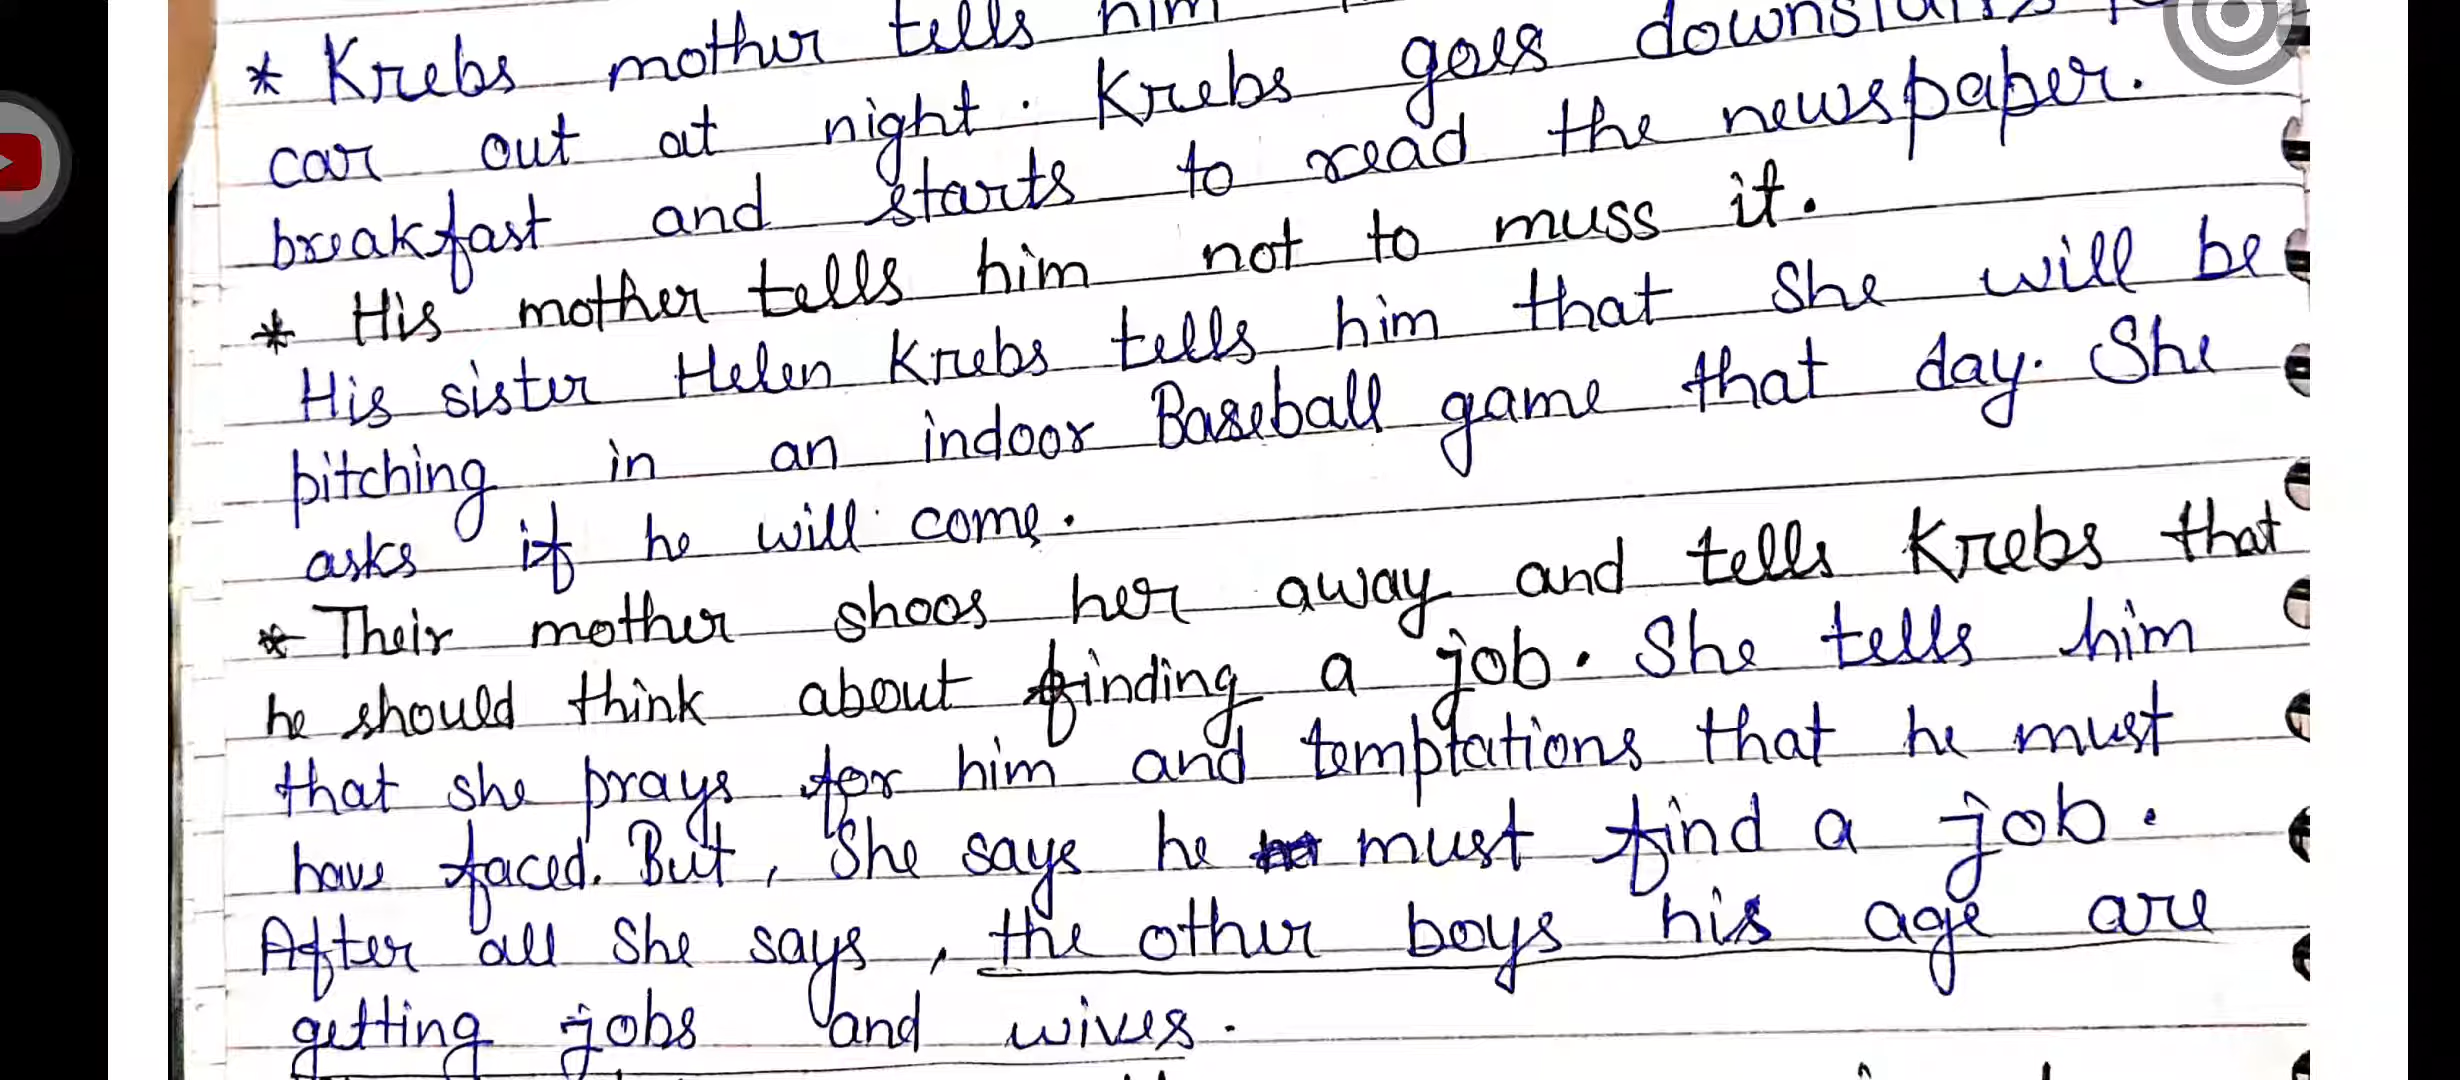 * Krebs mother tells him
car out at night. Krebs goes downstairs
breakfast and starts to read the newspaper.
* His mother tells him not to muss it.
His sister Helen Krebs tells him that she will be
pitching in an indoor Baseball game that day. She
asks if he will come.
* Their mother shoos her away and tells Krebs that
he should think about finding a job. She tells him
that she prays for him and temptations that he must
have faced. But, She says he must find a job.
After all She says, the other boys his age are
getting jobs and wives.